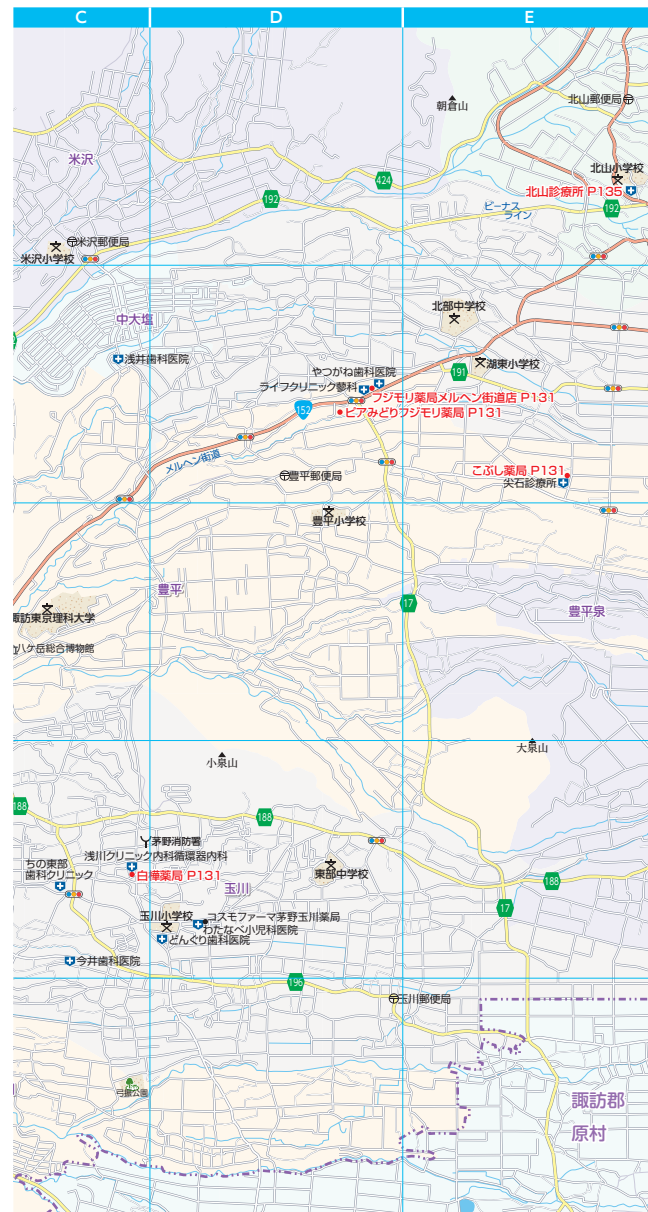 C D E
朝倉山
北山郵便局
米沢
424
北山小学校
北山診療所 P135
192
ビーナス
ライン
192
米沢郵便局
米沢小学校
北部中学校
中大塩
浅井歯科医院
湖東小学校
やつがね歯科医院
191
ライフクリニック蓼科
フジモリ薬局メルヘン街道店 P131
152
ピアみどりフジモリ薬局 P131
メルヘン街道
こぶし薬局 P131
豊平郵便局
尖石診療所
豊平小学校
豊平
17
諏訪東京理科大学
豊平泉
八ケ岳総合博物館
大泉山
小泉山
188
188
茅野消防署
浅川クリニック内科循環器内科
ちの東部
歯科クリニック
白樺薬局 P131
東部中学校
188
玉川
17
玉川小学校
コスモファーマ茅野玉川薬局
わたなべ小児科医院
どんぐり歯科医院
今井歯科医院
196
玉川郵便局
弓振公園
諏訪郡
原村